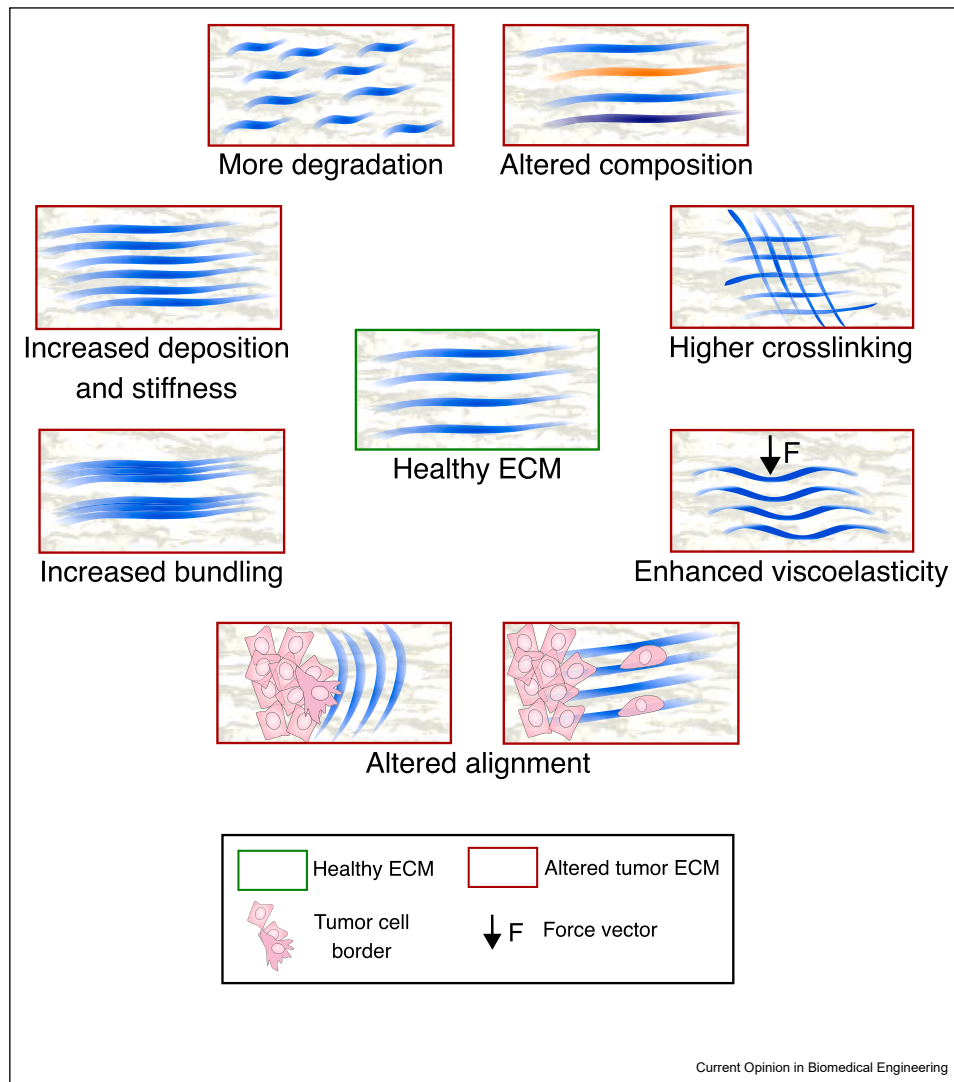 More degradation
Altered composition
Increased deposition
and stiffness
Higher crosslinking
Healthy ECM
F
Increased bundling
Enhanced viscoelasticity
Altered alignment
Healthy ECM
Altered tumor ECM
Tumor cell
border
F
Force vector
Current Opinion in Biomedical Engineering